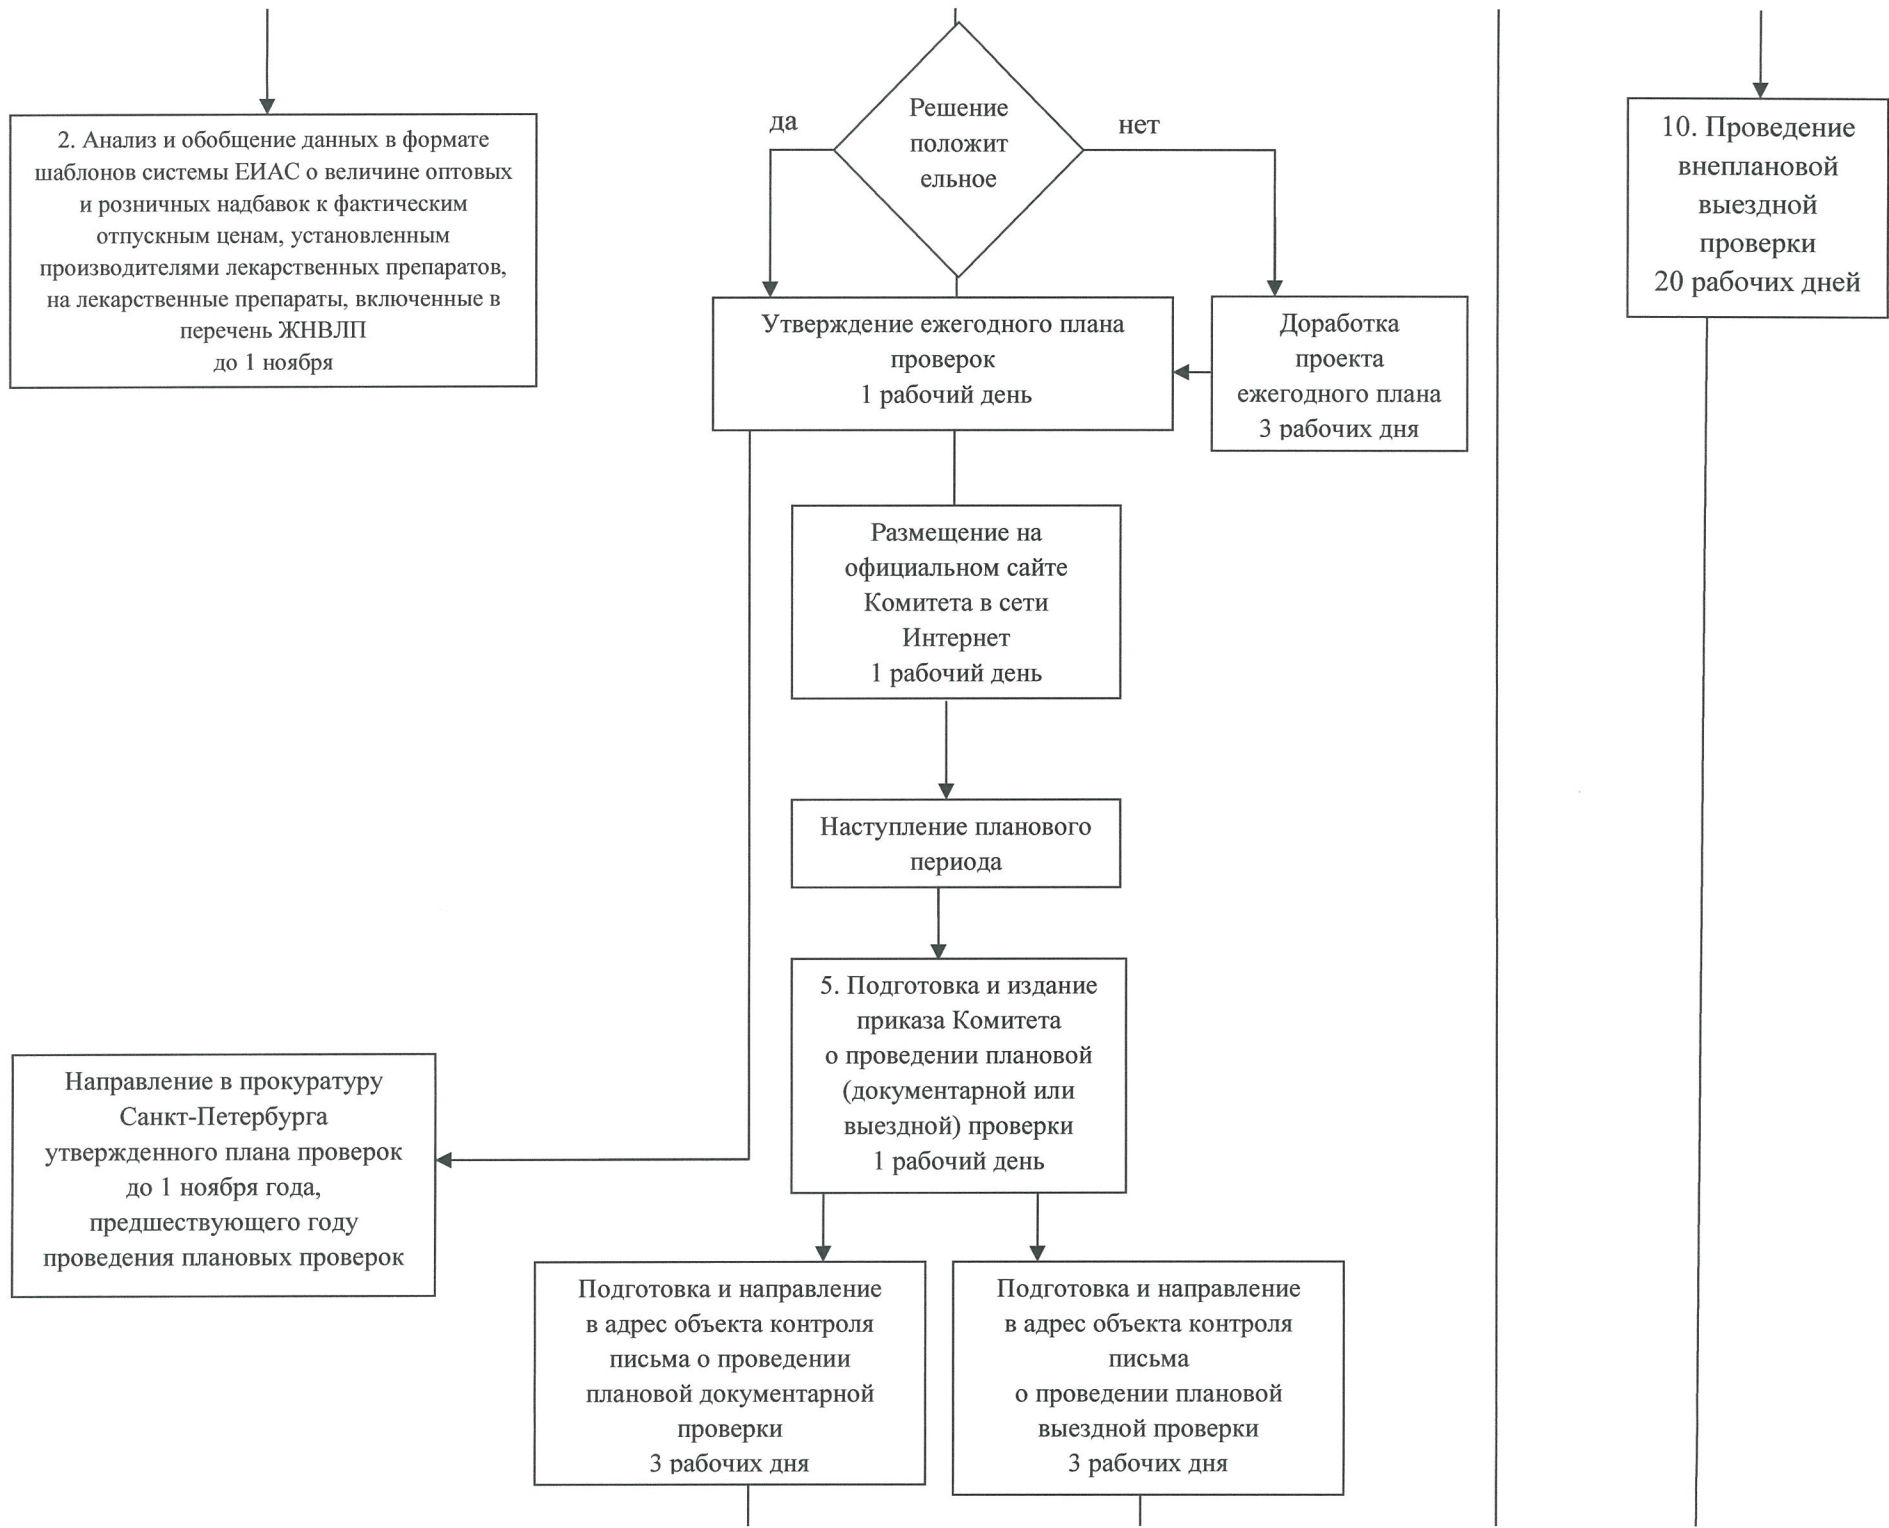 2. Анализ и обобщение данных в формате
шаблонов системы ЕИАС о величине оптовых
и розничных надбавок к фактическим
отпускным ценам, установленным
производителями лекарственных препаратов,
на лекарственные препараты, включенные в
перечень ЖНВЛП
до 1 ноября
да
Решение
положит
ельное
нет
10. Проведение
внеплановой
выездной
проверки
20 рабочих дней
Утверждение ежегодного плана
проверок
1 рабочий день
Доработка
проекта
ежегодного плана
3 рабочих дня
Размещение на
официальном сайте
Комитета в сети
Интернет
1 рабочий день
Наступление планового
периода
5. Подготовка и издание
приказа Комитета
о проведении плановой
(документарной или
выездной) проверки
1 рабочий день
Направление в прокуратуру
Санкт-Петербурга
утвержденного плана проверок
до 1 ноября года,
предшествующего году
проведения плановых проверок
Подготовка и направление
в адрес объекта контроля
письма о проведении
плановой документарной
проверки
3 рабочих дня
Подготовка и направление
в адрес объекта контроля
письма
о проведении плановой
выездной проверки
3 рабочих дня